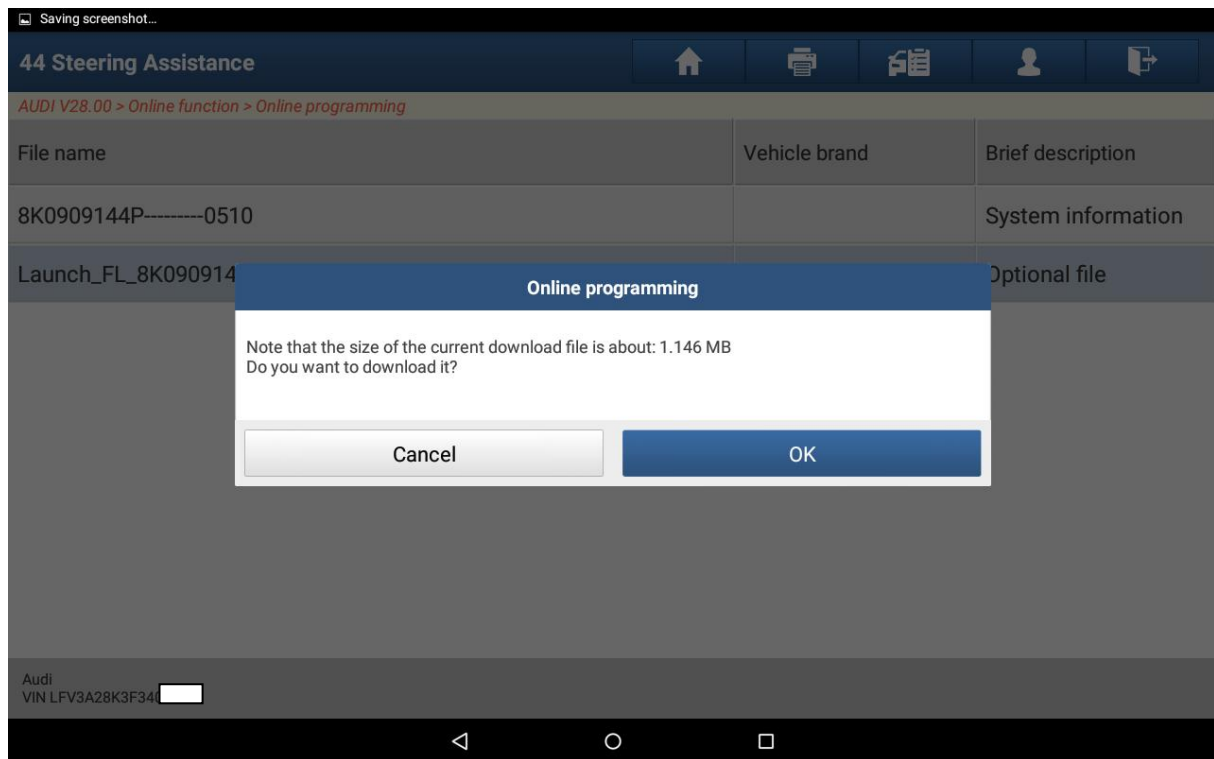 Saving screenshot…
44 Steering Assistance
AUDI V28.00 > Online function > Online programming
File name Vehicle brand Brief description
8K0909144P---------0510 System information
Launch_FL_8K090914 Optional file
Online programming
Note that the size of the current download file is about: 1.146 MB
Do you want to download it?
Cancel OK
Audi
VIN LFV3A28K3F34